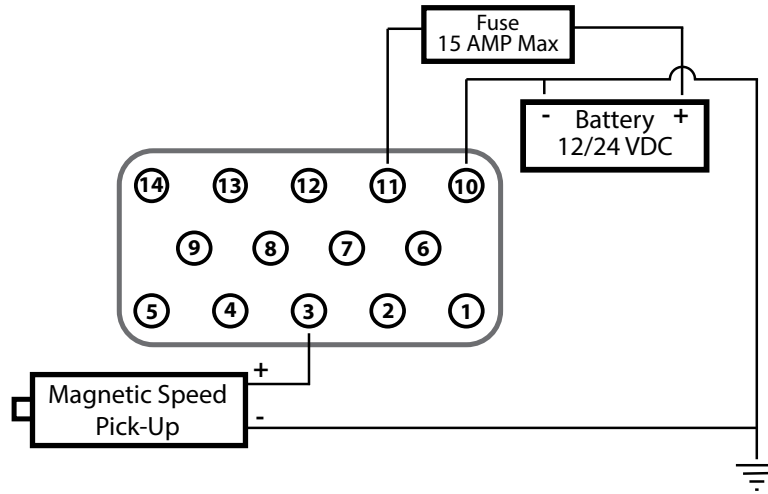 Fuse
15 AMP Max
- Battery +
12/24 VDC
14 13 12 11 10
9 8 7 6
5 4 3 2 1
+
Magnetic Speed
-
Pick-Up